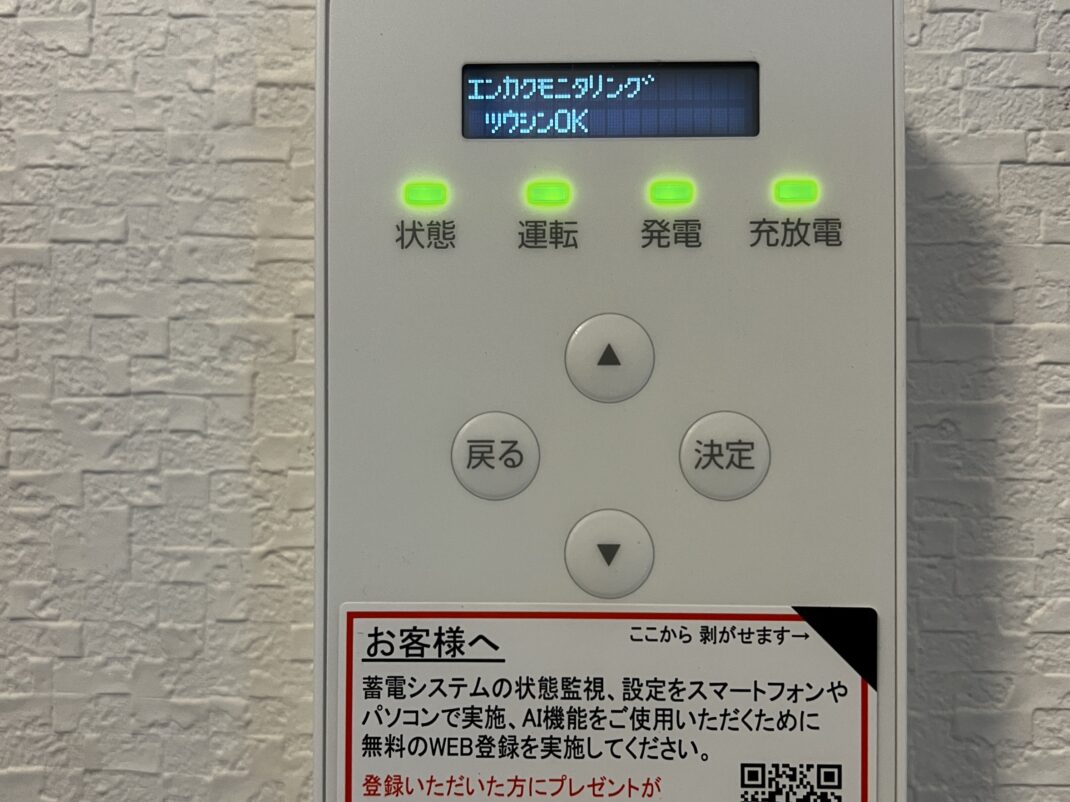 エンカクモニタリング
ツウシンOK
状態 運転 発電 充放電
▲
戻る 決定
▼
お客様へ ここから 剥がせます→
蓄電システムの状態監視、設定をスマートフォンや
パソコンで実施、AI機能をご使用いただくために
無料のWEB登録を実施してください。
登録いただいた方にプレゼントが